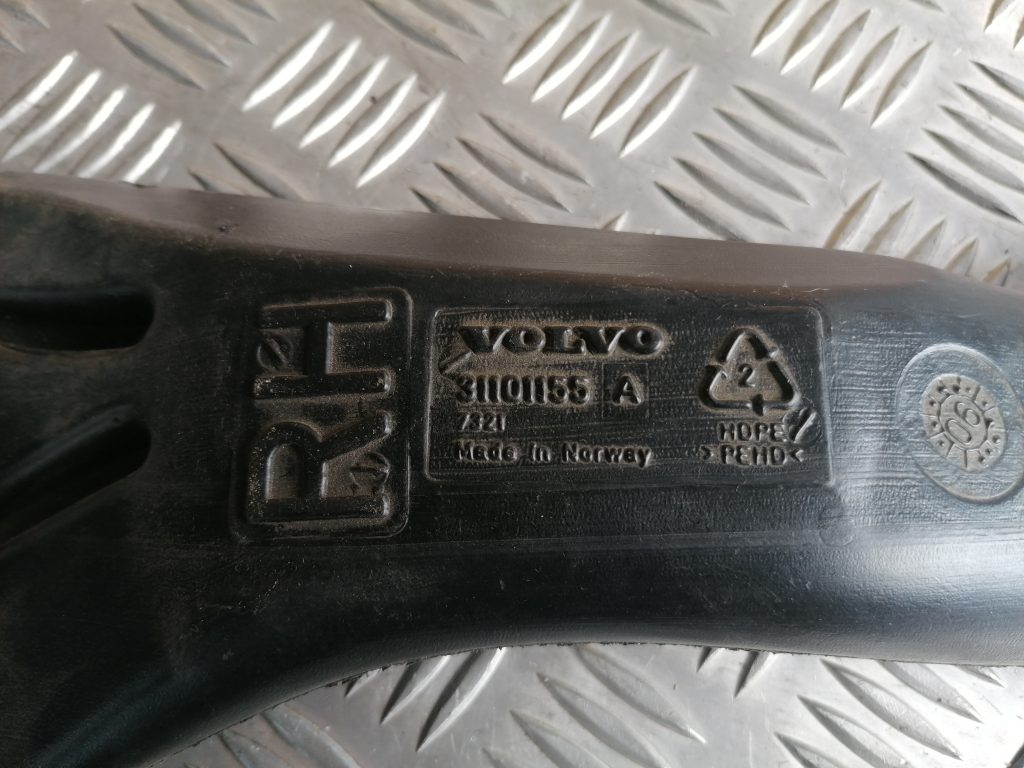 RH
VOLVO
31101155 A
7321
Made in Norway
2
HDPE
>PEHD<